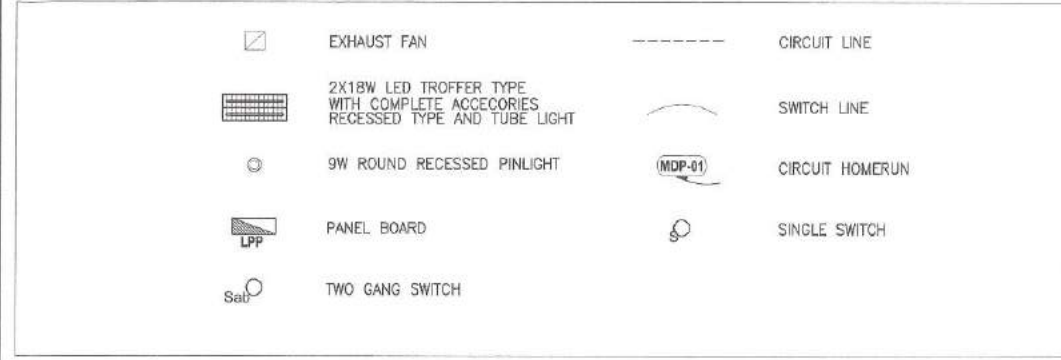 EXHAUST FAN
CIRCUIT LINE
2X18W LED TROFFER TYPE
WITH COMPLETE ACCECORIES
RECESSED TYPE AND TUBE LIGHT
SWITCH LINE
9W ROUND RECESSED PINLIGHT
MDP-01
CIRCUIT HOMERUN
LPP
PANEL BOARD
S
SINGLE SWITCH
Sab
TWO GANG SWITCH